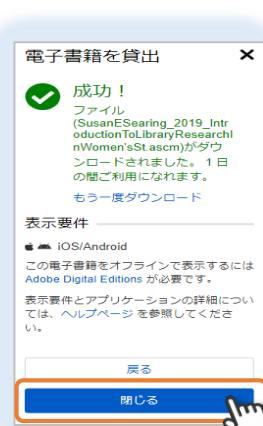 電子書籍を貸出 ×
成功！
ファイル
(SusanESearing_2019_Intr
oductionToLibraryResearchI
nWomen'sSt.ascm)がダウ
ンロードされました。 1 日
の間ご利用になれます。
もう一度ダウンロード
表示要件
iOS/Android
この電子書籍をオフラインで表示するには
Adobe Digital Editions が必要です。
表示要件とアプリケーションの詳細につい
ては、ヘルプページ を参照してくださ
い。
戻る
閉じる